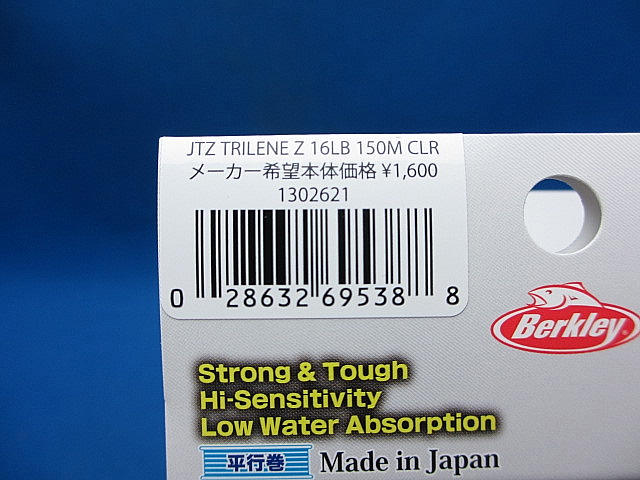 JTZ TRILENE Z 16LB 150M CLR
メーカー希望本体価格 ¥1,600
1302621
0 28632 69538 8
Berkley
Strong & Tough
Hi-Sensitivity
Low Water Absorption
平行巻 Made in Japan